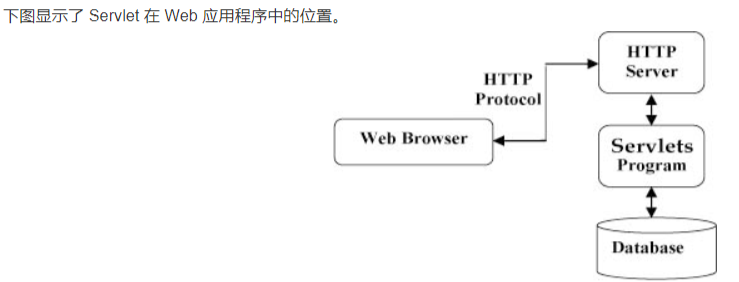 下图显示了 Servlet 在 Web 应用程序中的位置。
HTTP
Server
HTTP
Protocol
Web Browser
Servlets
Program
Database